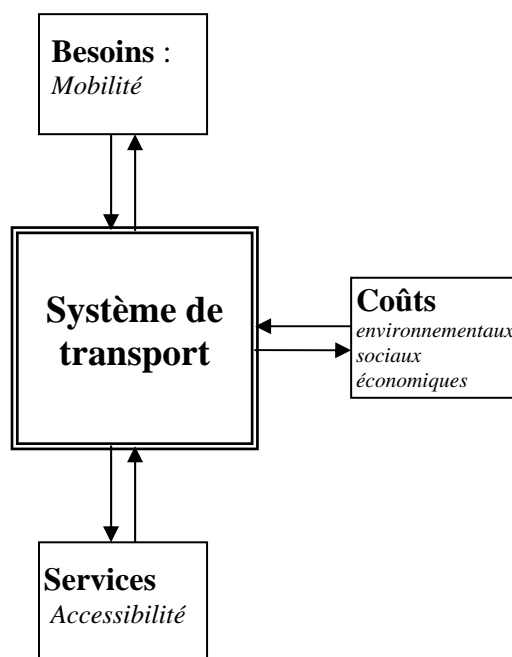 Besoins :
Mobilité
Système de
transport
Coûts
environnementaux
sociaux
économiques
Services
Accessibilité